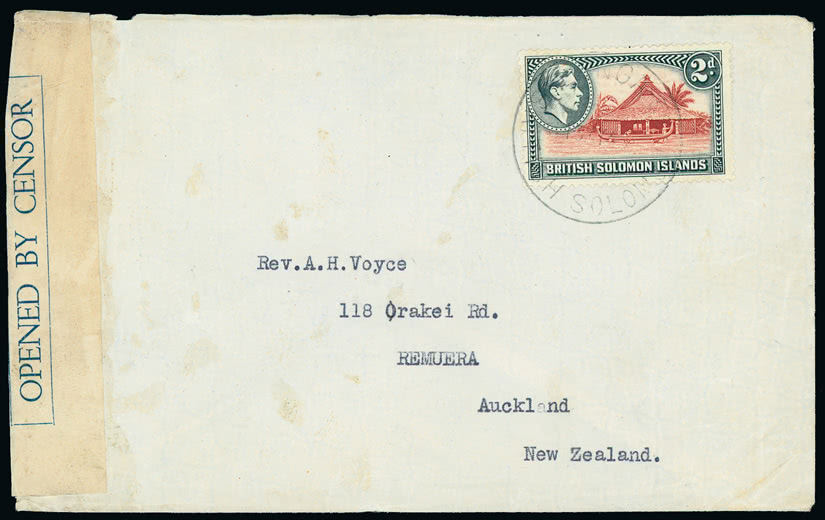 OPENED BY CENSOR
2d
BRITISH SOLOMON ISLANDS
Rev.A.H.Voyce
118 Orakei Rd.
REMUERA
Auckland
New Zealand.